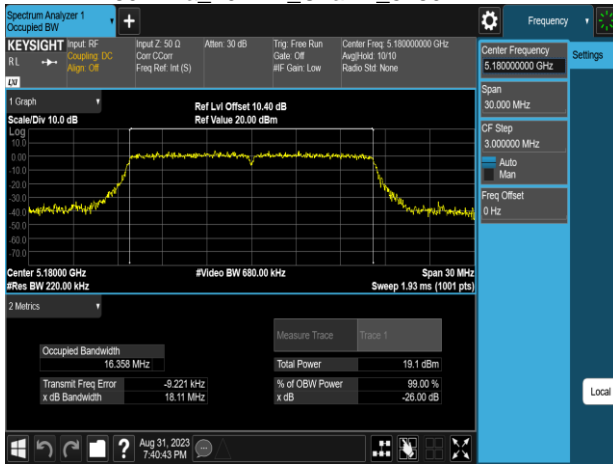 Spectrum Analyzer 1
Occupied BW
Frequency
KEYSIGHT
Input: RF
Input Z: 50 Ω
Atten: 30 dB
Trig: Free Run
Center Freq: 5.180000000 GHz
R L
Coupling: DC
Corr CCorr
Gate: Off
Avg|Hold: 10/10
Align: Off
Freq Ref: Int (S)
#IF Gain: Low
Radio Std: None
LXI
Center Frequency
5.180000000 GHz
Settings
Span
30.000 MHz
CF Step
3.000000 MHz
Auto
Man
Freq Offset
0 Hz
1 Graph
Ref Lvl Offset 10.40 dB
Scale/Div 10.0 dB
Ref Value 20.00 dBm
Log
10.0
0.00
-10.0
-20.0
-30.0
-40.0
-50.0
-60.0
-70.0
Center 5.18000 GHz
#Video BW 680.00 kHz
Span 30 MHz
#Res BW 220.00 kHz
Sweep 1.93 ms (1001 pts)
2 Metrics
Measure Trace
Trace 1
Occupied Bandwidth
16.358 MHz
Total Power
19.1 dBm
Transmit Freq Error
-9.221 kHz
% of OBW Power
99.00 %
x dB Bandwidth
18.11 MHz
x dB
-26.00 dB
Local
?
Aug 31, 2023
7:40:43 PM